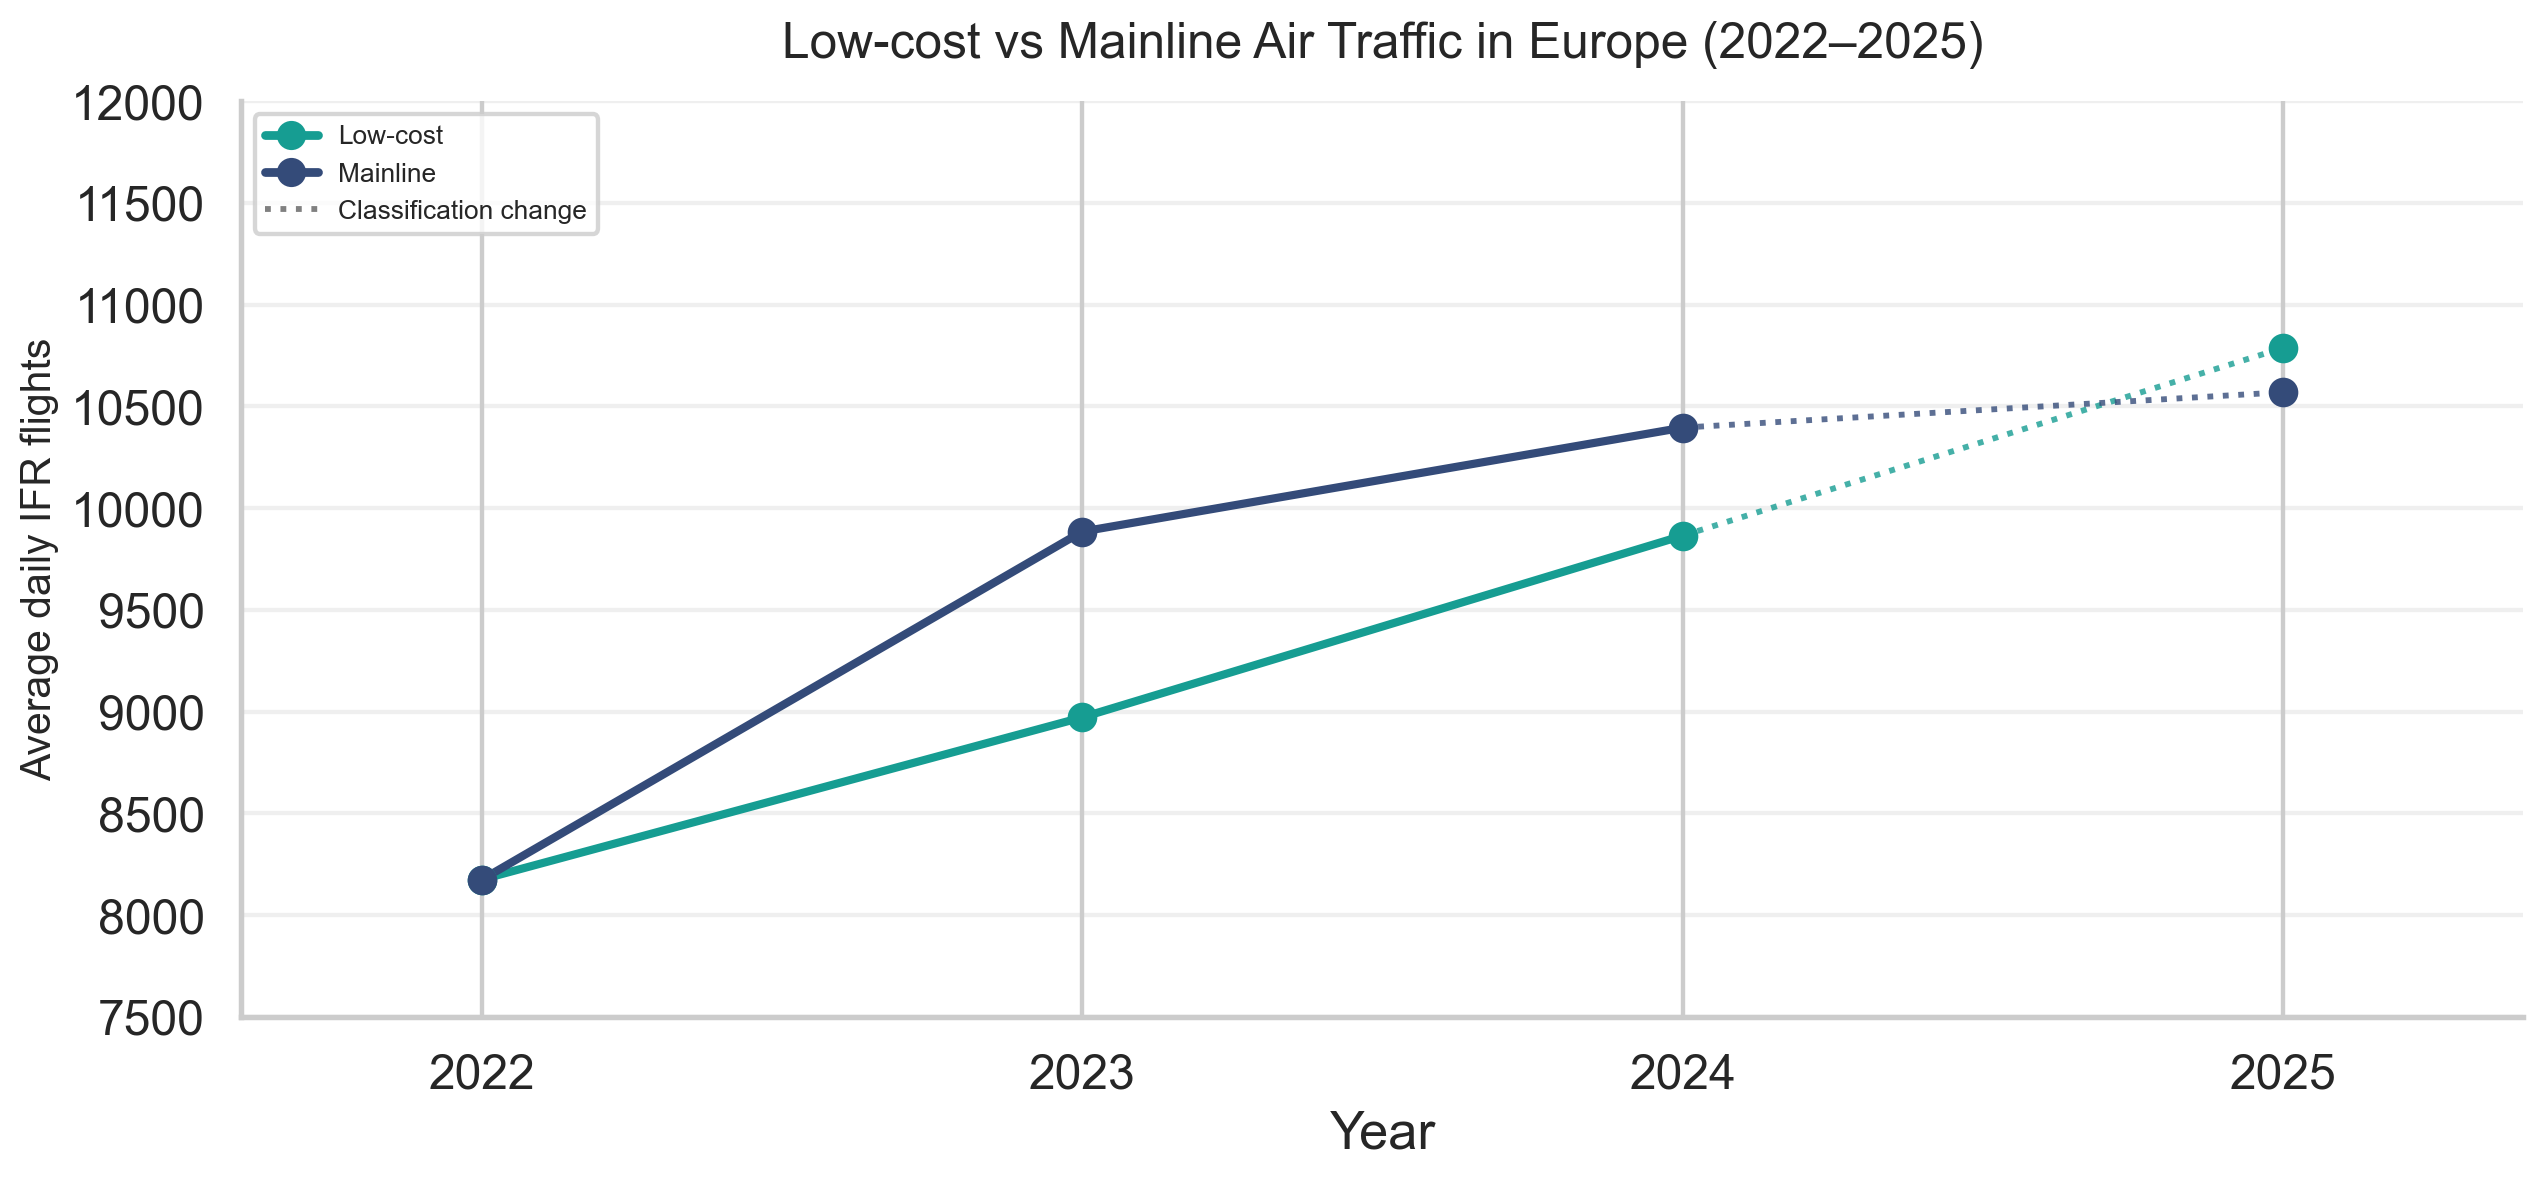 Low-cost vs Mainline Air Traffic in Europe (2022–2025)
12000
11500
11000
10500
10000
9500
9000
8500
8000
7500
Average daily IFR flights
Low-cost
Mainline
Classification change
2022 2023 2024 2025
Year